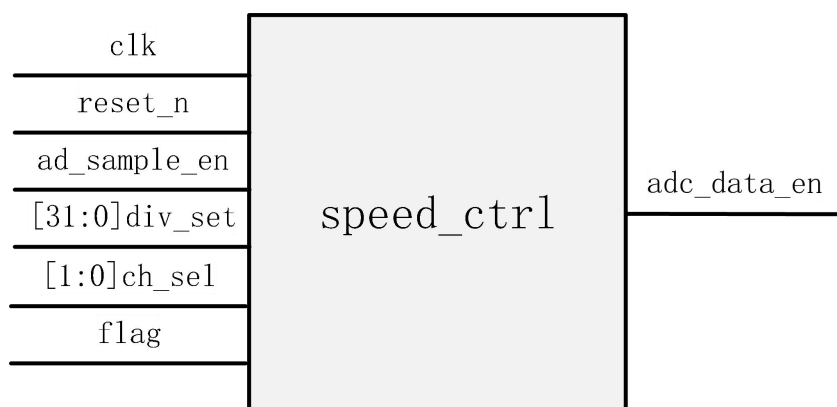 clk
reset_n
ad_sample_en
[31:0]div_set
[1:0]ch_sel
flag
speed_ctrl
adc_data_en